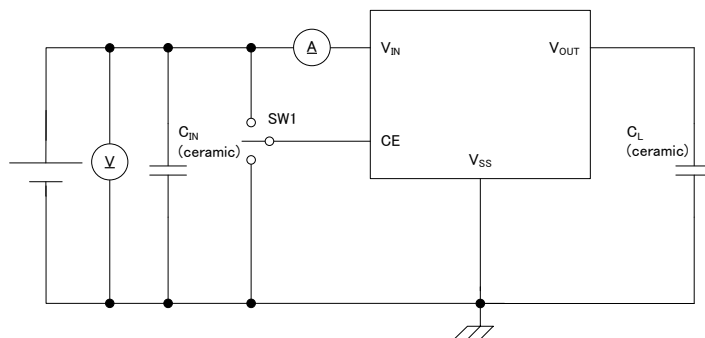 A
V
V_IN
V_OUT
SW1
C_IN
(ceramic)
CE
V_SS
C_L
(ceramic)